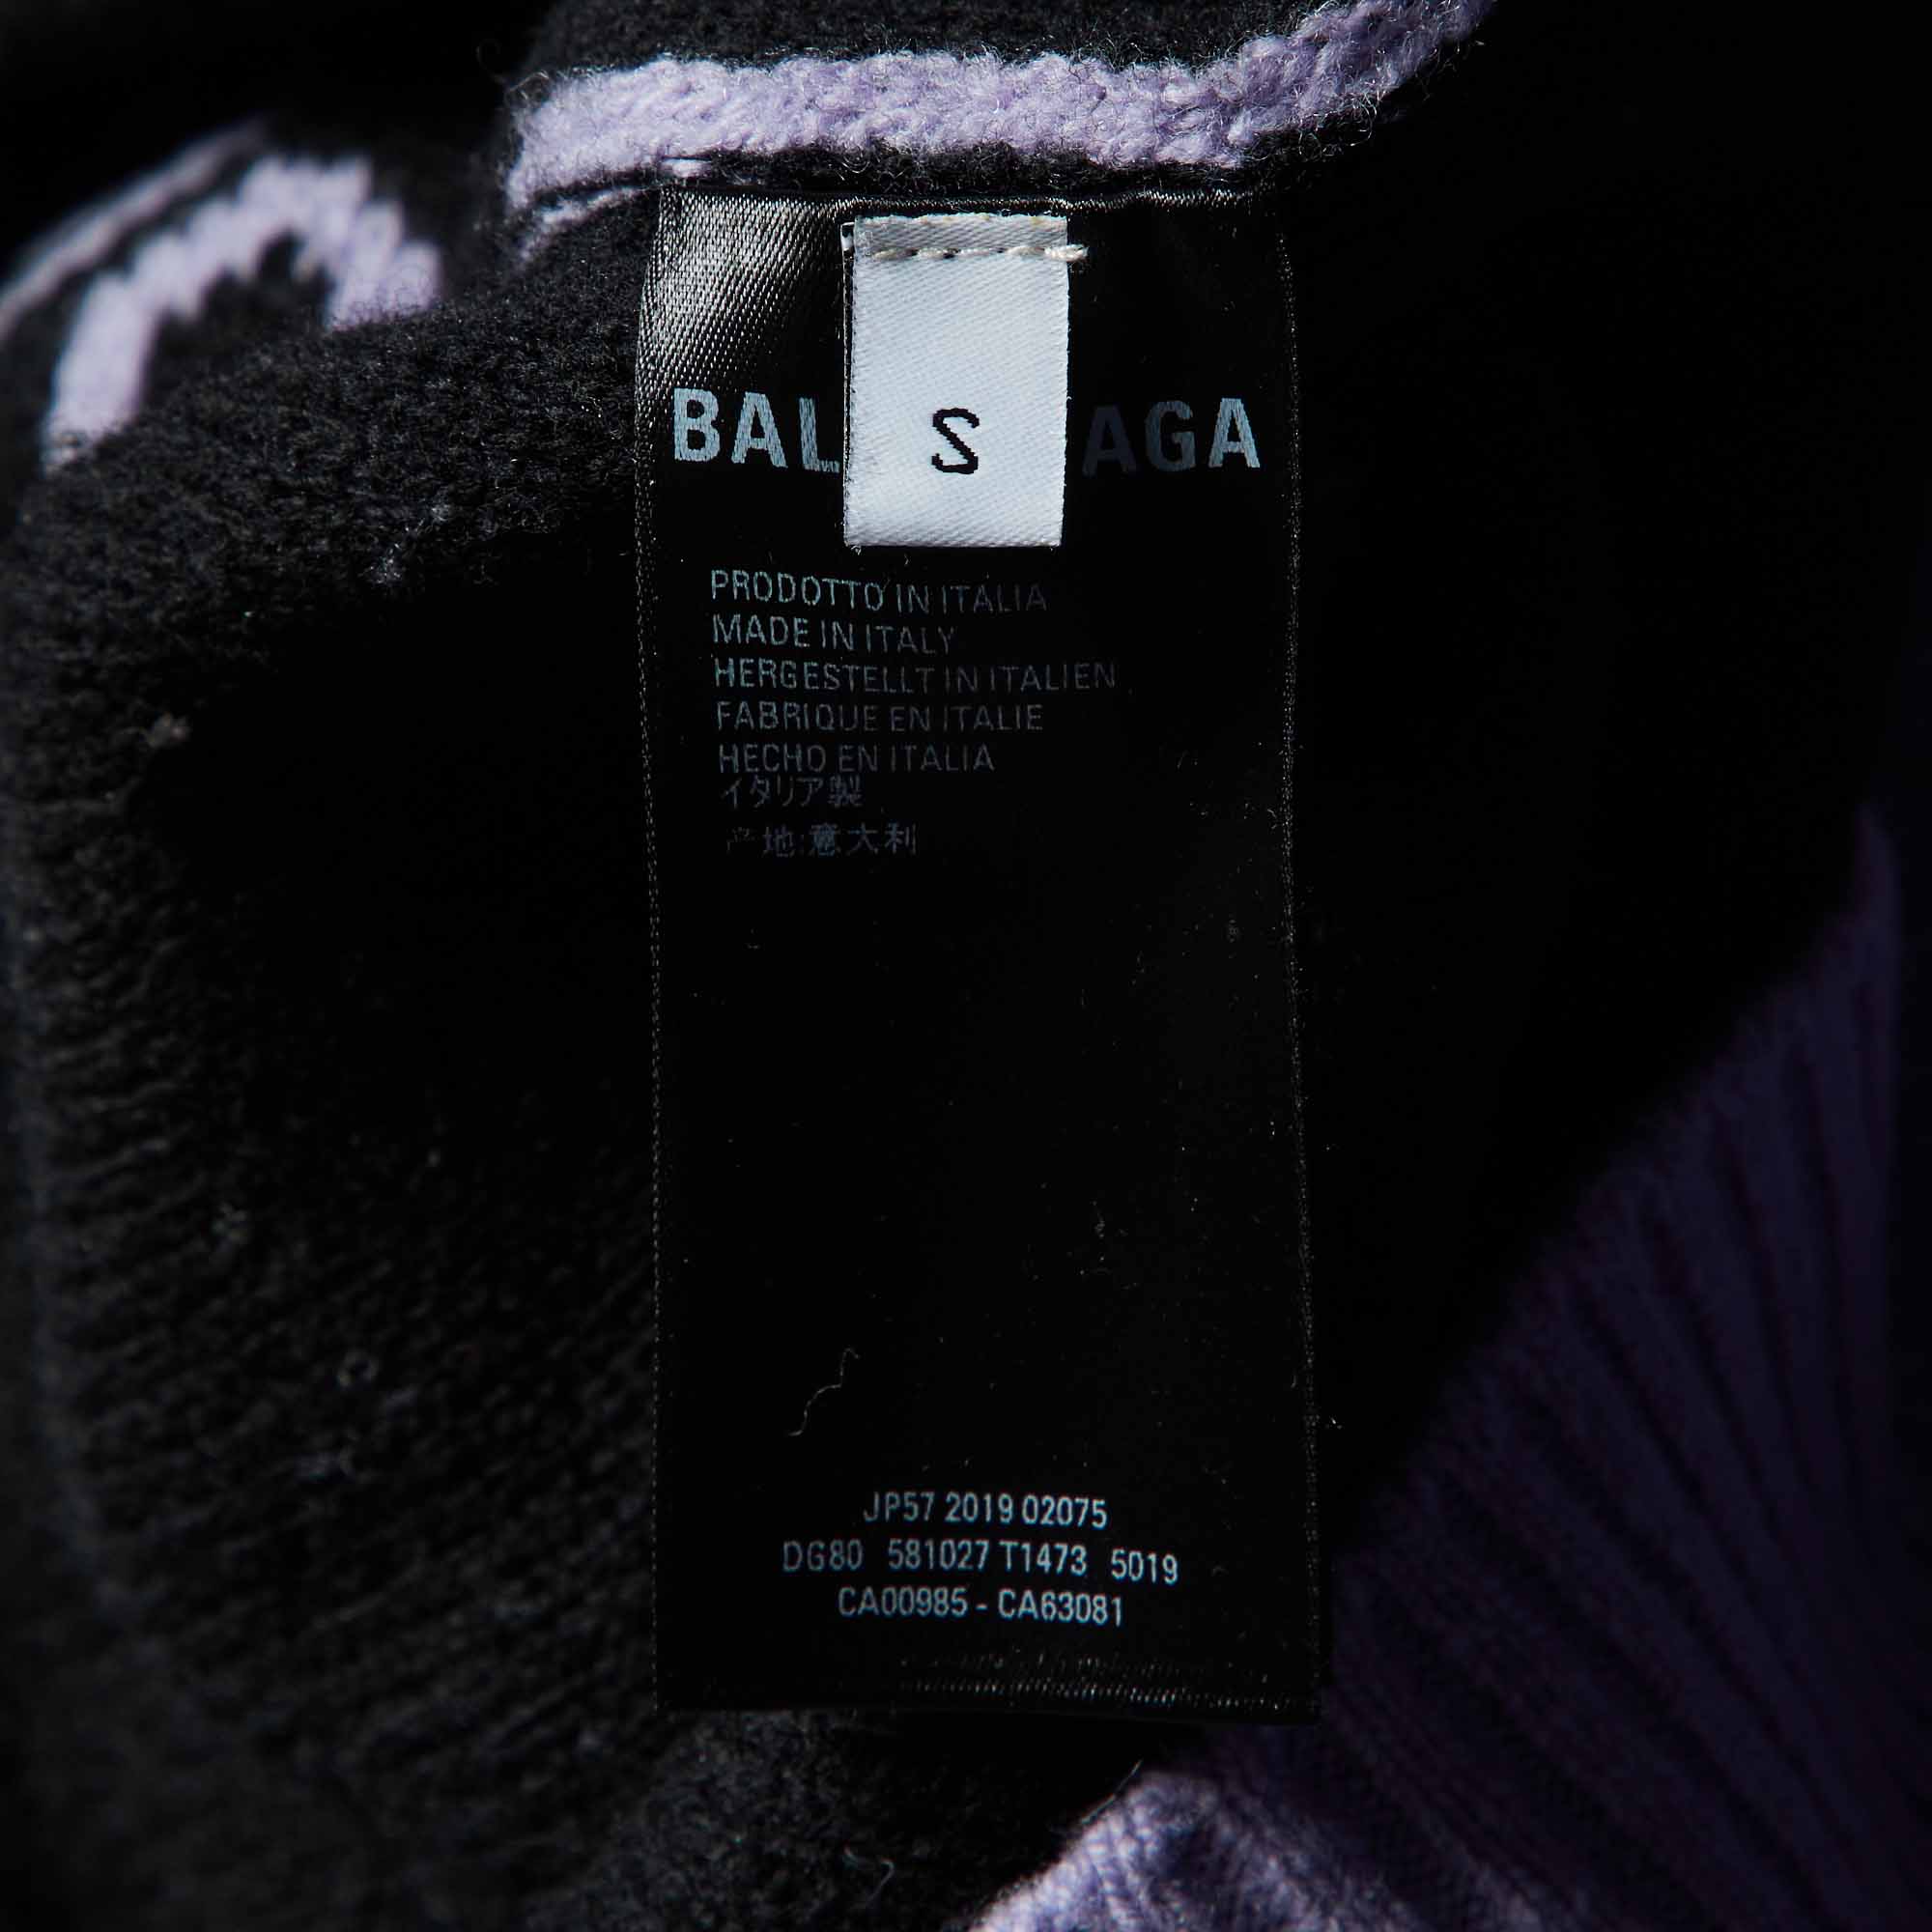 BAL AGA
S
PRODOTTO IN ITALIA
MADE IN ITALY
HERGESTELLT IN ITALIEN
FABRIQUE EN ITALIE
HECHO EN ITALIA
イタリア製
产地:意大利
JP57 2019 02075
DG80 581027 T1473 5019
CA00985 - CA63081